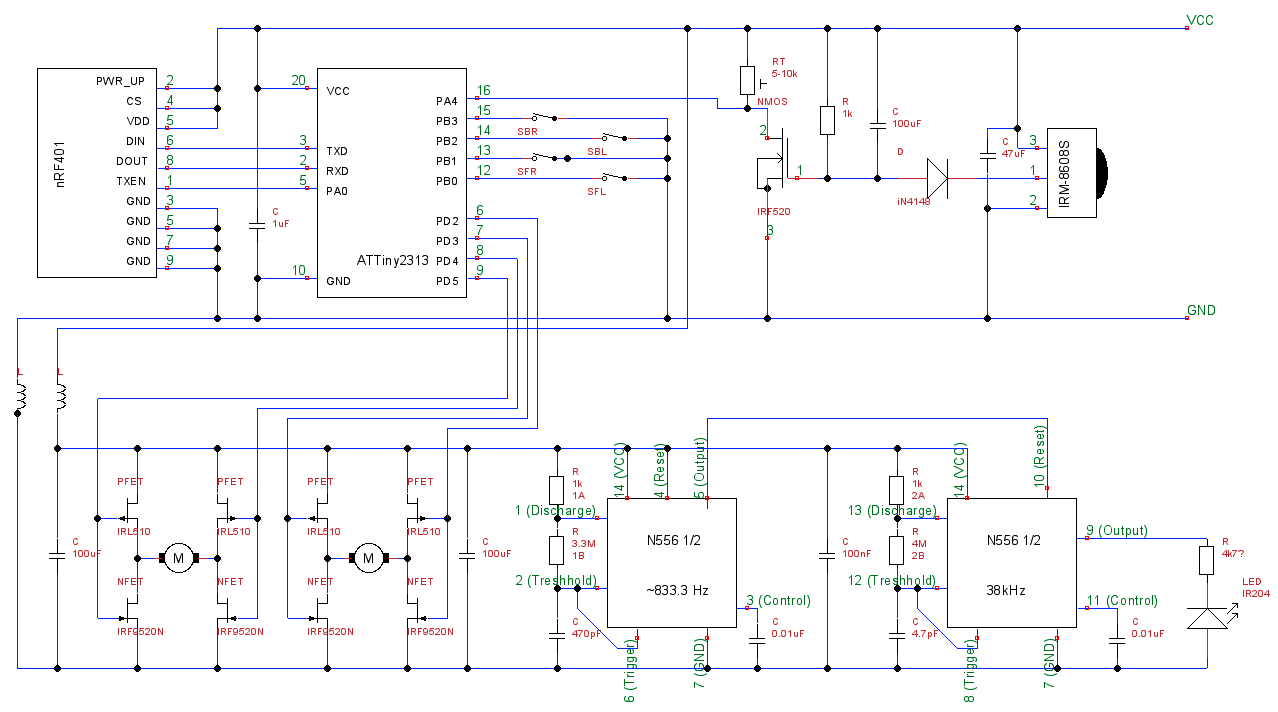 VCC
nRF401
PWR_UP 2
CS 4
VDD 5
DIN 6
DOUT 8
TXEN 1
GND 3
GND 5
GND 7
GND 9
C
1uF
20 VCC
3 TXD
2 RXD
5 PA0
10 GND
ATTiny2313
PA4 16
PB3 15
PB2 14
PB1 13
PB0 12
PD2 6
PD3 7
PD4 8
PD5 9
SBR
SBL
SFR
SFL
RT
5-10k
NMOS
2
1
IRF520
3
R
1k
C
100uF
D
iN4148
C
47uF
3
1
2
IRM-8608S
GND
L
L
C
100uF
PFET
IRL510
PFET
IRL510
M
NFET
IRF9520N
NFET
IRF9520N
PFET
IRL510
PFET
IRL510
M
NFET
IRF9520N
NFET
IRF9520N
C
100uF
R
1k
1A
1 (Discharge)
R
3.3M
1B
2 (Treshhold)
C
470pF
14 (VCC)
4 (Reset)
5 (Output)
N556 1/2
~833.3 Hz
3 (Control)
C
0.01uF
6 (Trigger)
7 (GND)
C
100nF
R
1k
2A
13 (Discharge)
R
4M
2B
12 (Treshhold)
C
4.7pF
14 (VCC)
10 (Reset)
N556 1/2
38kHz
9 (Output)
11 (Control)
C
0.01uF
8 (Trigger)
7 (GND)
R
4k7?
LED
IR204